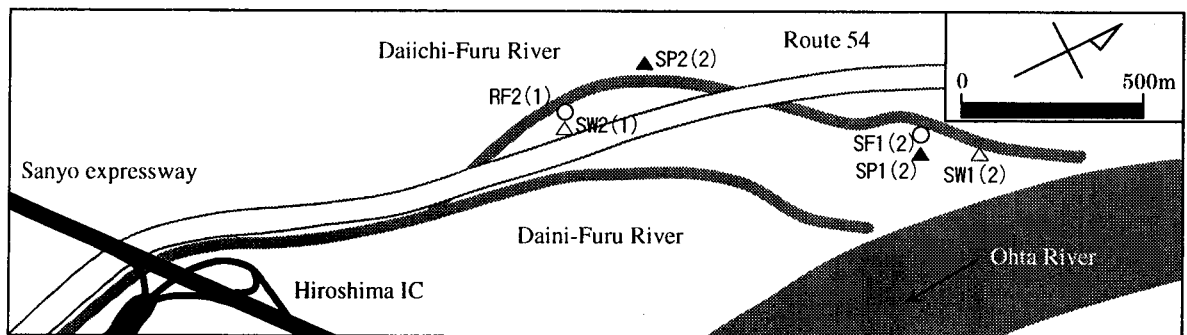 Daiichi-Furu River
Route 54
SP2(2)
0 500m
RF2(1)
SW2(1)
SF1(2)
SP1(2)
SW1(2)
Sanyo expressway
Daini-Furu River
Ohta River
Hiroshima IC